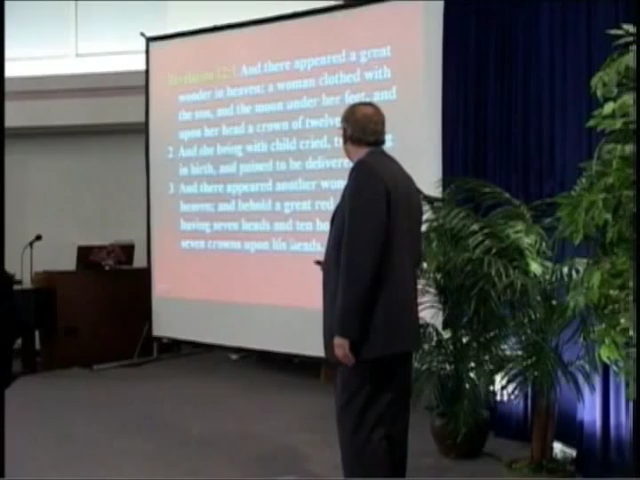 Revelation 12:1 And there appeared a great
wonder in heaven; a woman clothed with
the sun, and the moon under her feet, and
upon her head a crown of twelve
2 And she being with child cried,
in birth, and pained to be delivere
3 And there appeared another won
heaven; and behold a great red
having seven heads and ten ho
seven crowns upon his heads.